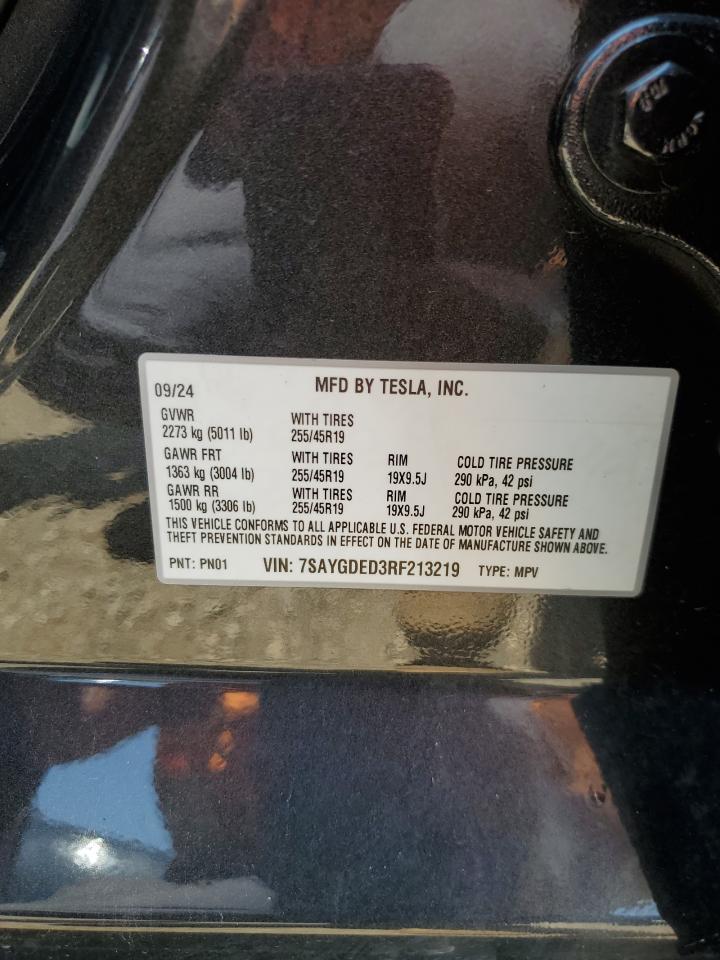 09/24 MFD BY TESLA, INC.
GVWR WITH TIRES
2273 kg (5011 lb) 255/45R19
GAWR FRT WITH TIRES RIM COLD TIRE PRESSURE
1363 kg (3004 lb) 255/45R19 19X9.5J 290 kPa, 42 psi
GAWR RR WITH TIRES RIM COLD TIRE PRESSURE
1500 kg (3306 lb) 255/45R19 19X9.5J 290 kPa, 42 psi
THIS VEHICLE CONFORMS TO ALL APPLICABLE U.S. FEDERAL MOTOR VEHICLE SAFETY AND
THEFT PREVENTION STANDARDS IN EFFECT ON THE DATE OF MANUFACTURE SHOWN ABOVE.
PNT: PN01 VIN: 7SAYGDED3RF213219 TYPE: MPV